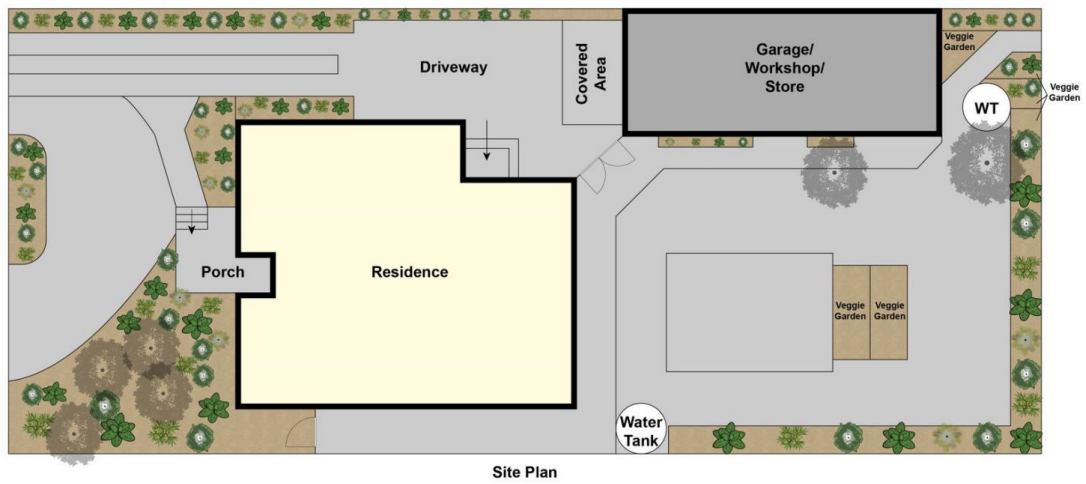 Driveway
Covered
Area
Garage/
Workshop/
Store
Veggie
Garden
Veggie
Garden
WT
Porch
Residence
Veggie
Garden
Veggie
Garden
Water
Tank
Site Plan